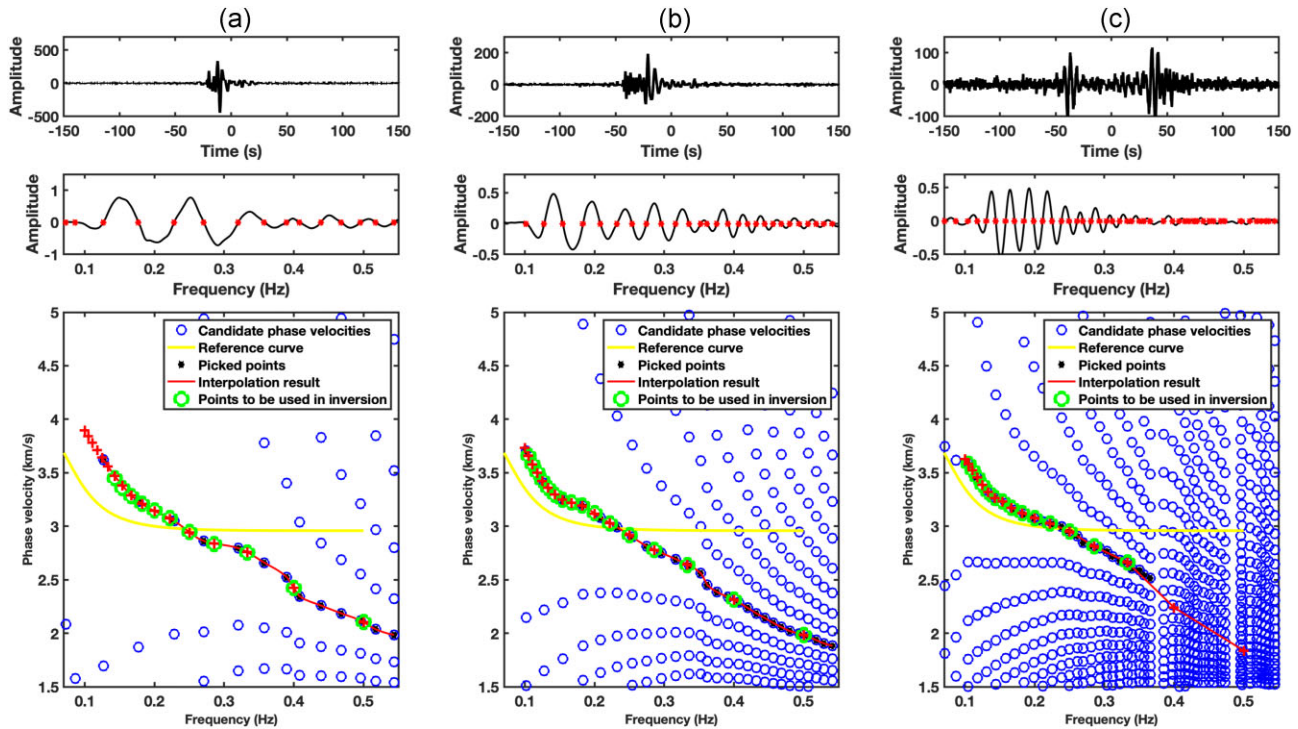 (a)
500
0
-500
Amplitude
-150 -100 -50 0 50 100 150
Time (s)
1
0
-1
Amplitude
0.1 0.2 0.3 0.4 0.5
Frequency (Hz)
5
4.5
4
3.5
3
2.5
2
1.5
Phase velocity (km/s)
Candidate phase velocities
Reference curve
Picked points
Interpolation result
Points to be used in inversion
0.1 0.2 0.3 0.4 0.5
Frequency (Hz)
(b)
200
0
-200
Amplitude
-150 -100 -50 0 50 100 150
Time (s)
0.5
0
-0.5
Amplitude
0.1 0.2 0.3 0.4 0.5
Frequency (Hz)
5
4.5
4
3.5
3
2.5
2
1.5
Phase velocity (km/s)
Candidate phase velocities
Reference curve
Picked points
Interpolation result
Points to be used in inversion
0.1 0.2 0.3 0.4 0.5
Frequency (Hz)
(c)
100
0
-100
Amplitude
-150 -100 -50 0 50 100 150
Time (s)
0.5
0
-0.5
Amplitude
0.1 0.2 0.3 0.4 0.5
Frequency (Hz)
5
4.5
4
3.5
3
2.5
2
1.5
Phase velocity (km/s)
Candidate phase velocities
Reference curve
Picked points
Interpolation result
Points to be used in inversion
0.1 0.2 0.3 0.4 0.5
Frequency (Hz)